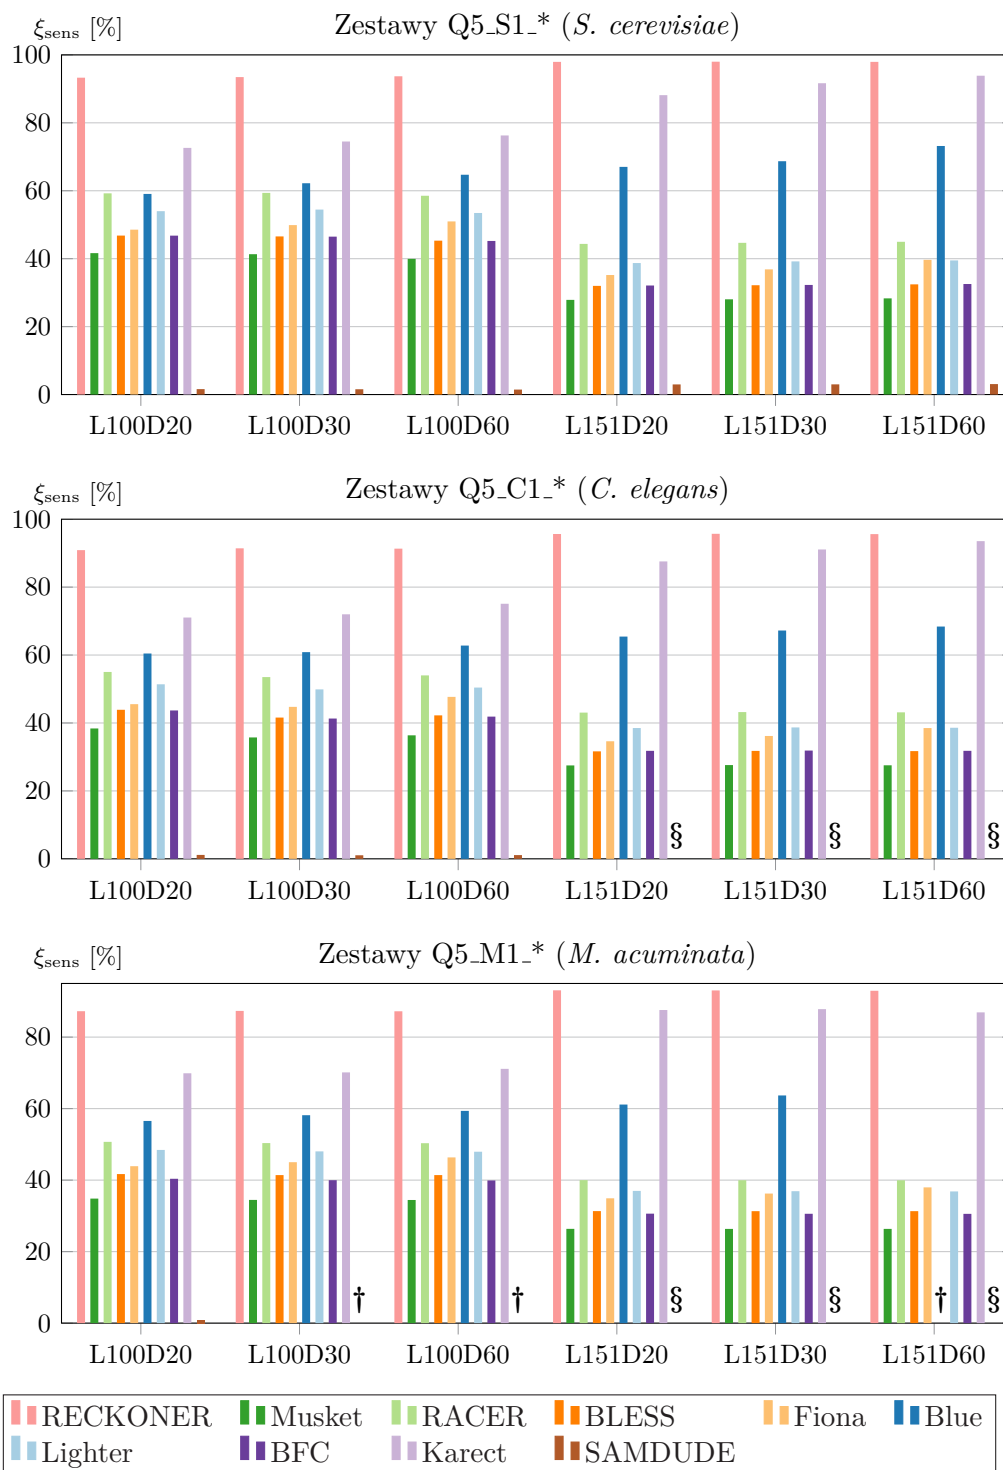 ξsens [%] Zestawy Q5_S1_* (S. cerevisiae)
100
80
60
40
20
0
L100D20 L100D30 L100D60 L151D20 L151D30 L151D60
ξsens [%] Zestawy Q5_C1_* (C. elegans)
100
80
60
40
20
§ § §
0
L100D20 L100D30 L100D60 L151D20 L151D30 L151D60
ξsens [%] Zestawy Q5_M1_* (M. acuminata)
80
60
40
20
† † § § † §
0
L100D20 L100D30 L100D60 L151D20 L151D30 L151D60
RECKONER Musket RACER BLESS Fiona Blue
Lighter BFC Karect SAMDUDE